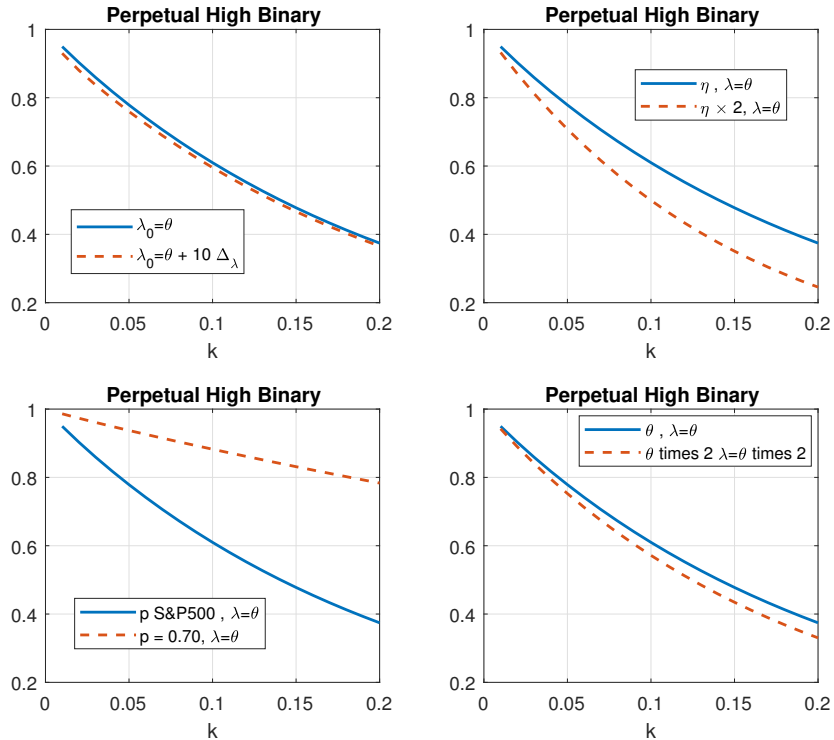 Perpetual High Binary
1
0.8
0.6
0.4
0.2
0
0.05
0.1
0.15
0.2
k
λ₀=θ
λ₀=θ + 10 Δ_λ
Perpetual High Binary
1
0.8
0.6
0.4
0.2
0
0.05
0.1
0.15
0.2
k
η , λ=θ
η × 2, λ=θ
Perpetual High Binary
1
0.8
0.6
0.4
0.2
0
0.05
0.1
0.15
0.2
k
p S&P500 , λ=θ
p = 0.70, λ=θ
Perpetual High Binary
1
0.8
0.6
0.4
0.2
0
0.05
0.1
0.15
0.2
k
θ , λ=θ
θ times 2 λ=θ times 2